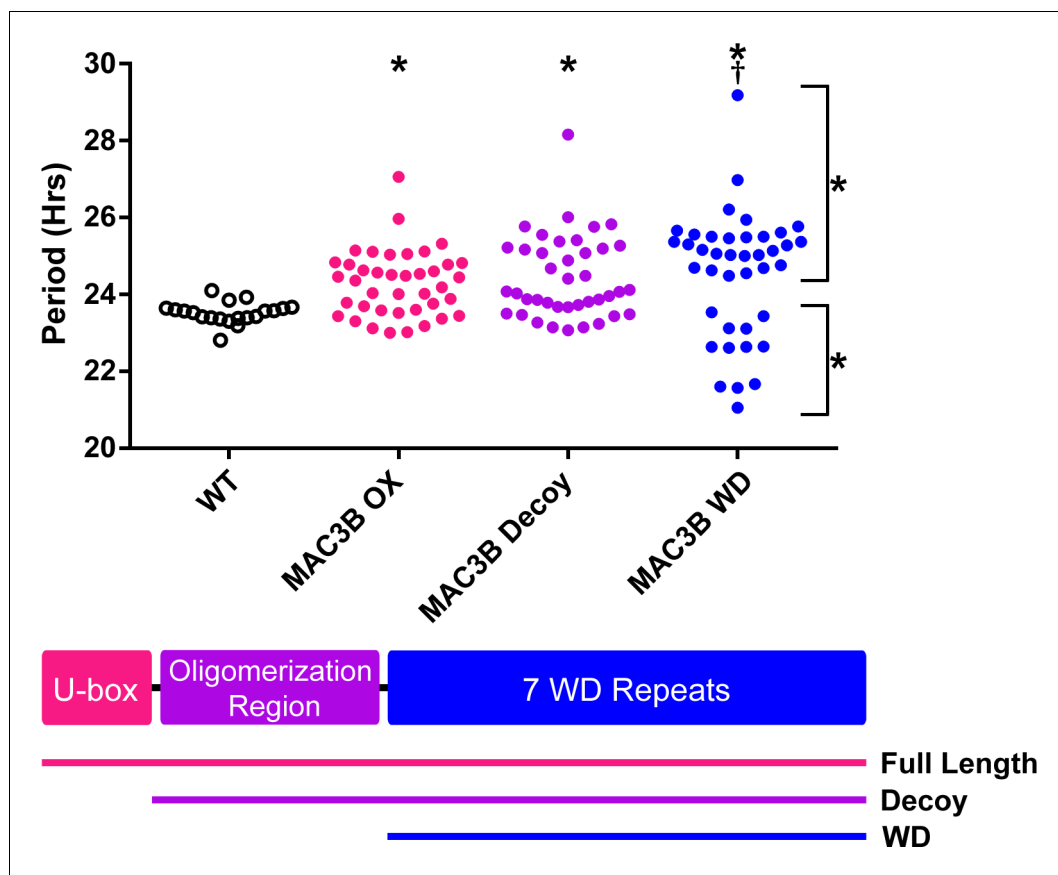 *
*
*
†
30
28
26
24
22
20
Period (Hrs)
*
*
WT
MAC3B OX
MAC3B Decoy
MAC3B WD
U-box
Oligomerization
Region
7 WD Repeats
Full Length
Decoy
WD